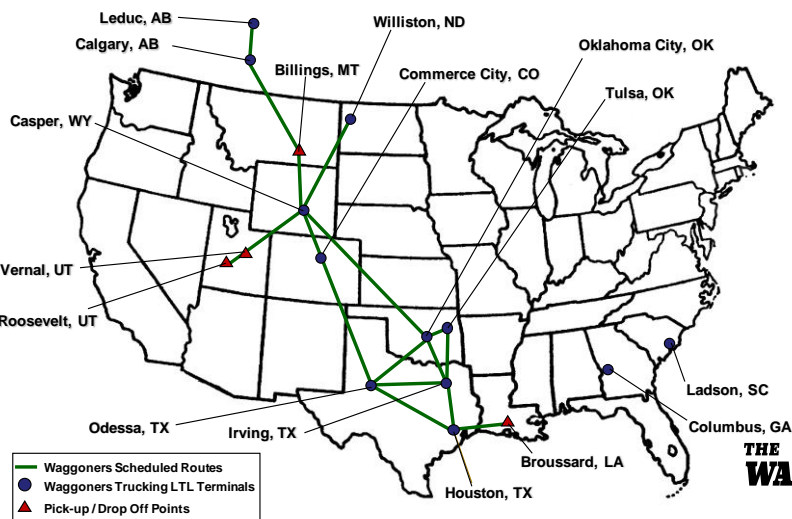 Leduc, AB
Williston, ND
Calgary, AB
Oklahoma City, OK
Billings, MT
Commerce City, CO
Tulsa, OK
Casper, WY
Vernal, UT
Roosevelt, UT
Ladson, SC
Odessa, TX
Irving, TX
Columbus, GA
Broussard, LA
THE
WA
Houston, TX
Waggoners Scheduled Routes
Waggoners Trucking LTL Terminals
Pick-up / Drop Off Points